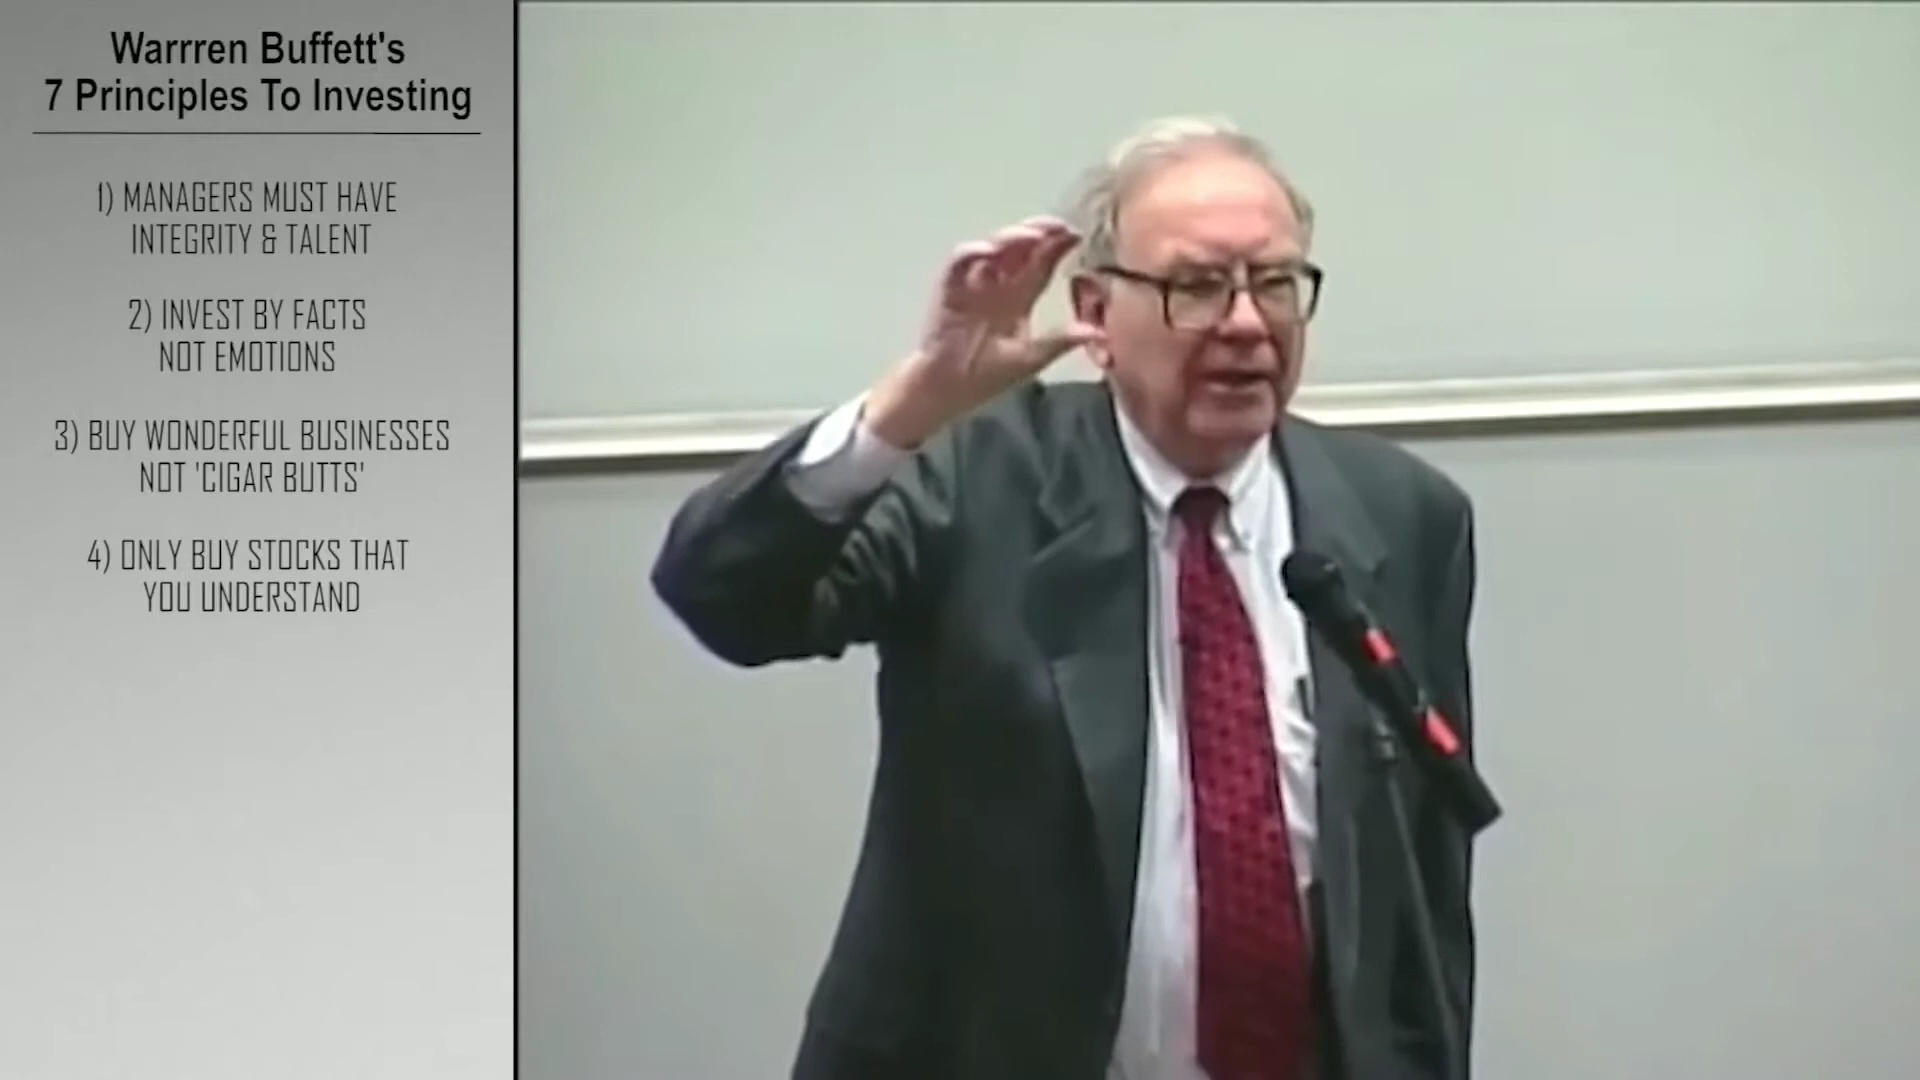 Warrren Buffett's
7 Principles To Investing
1) MANAGERS MUST HAVE
INTEGRITY & TALENT
2) INVEST BY FACTS
NOT EMOTIONS
3) BUY WONDERFUL BUSINESSES
NOT 'CIGAR BUTTS'
4) ONLY BUY STOCKS THAT
YOU UNDERSTAND